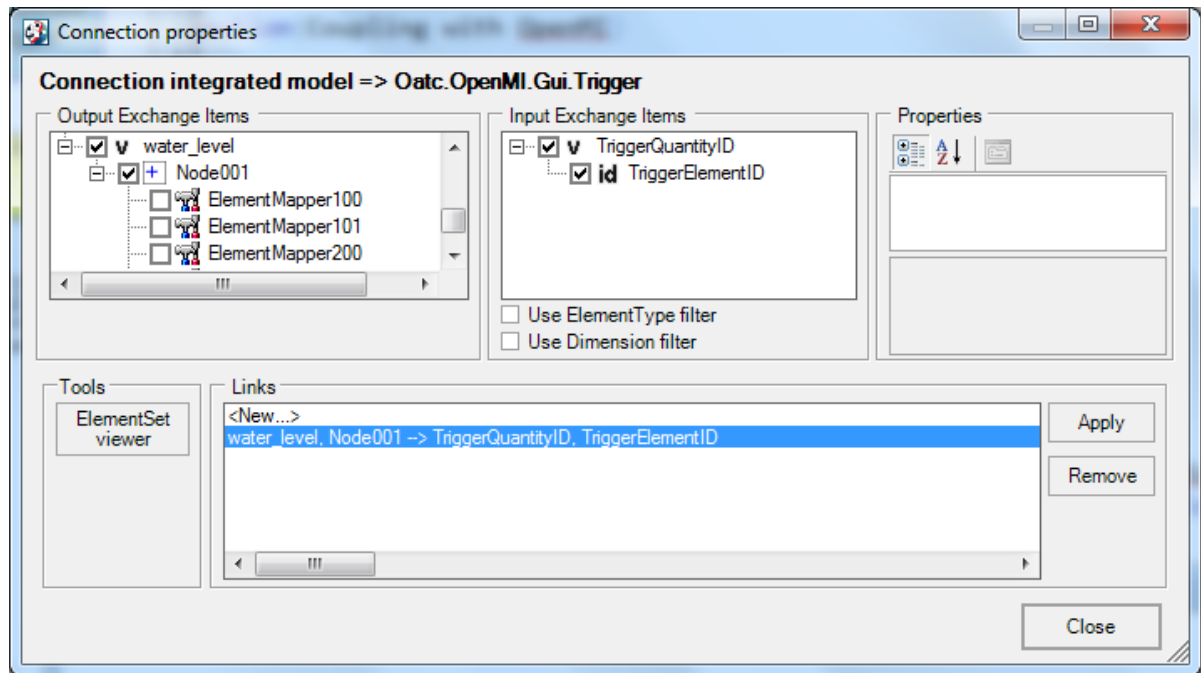 Connection properties
Connection integrated model => Oatc.OpenMI.Gui.Trigger
Output Exchange Items
v water_level
Node001
ElementMapper100
ElementMapper101
ElementMapper200
Input Exchange Items
v TriggerQuantityID
id TriggerElementID
Use ElementType filter
Use Dimension filter
Properties
A
Z
Tools
ElementSet
viewer
Links
<New...>
water_level, Node001 --> TriggerQuantityID, TriggerElementID
Apply
Remove
Close